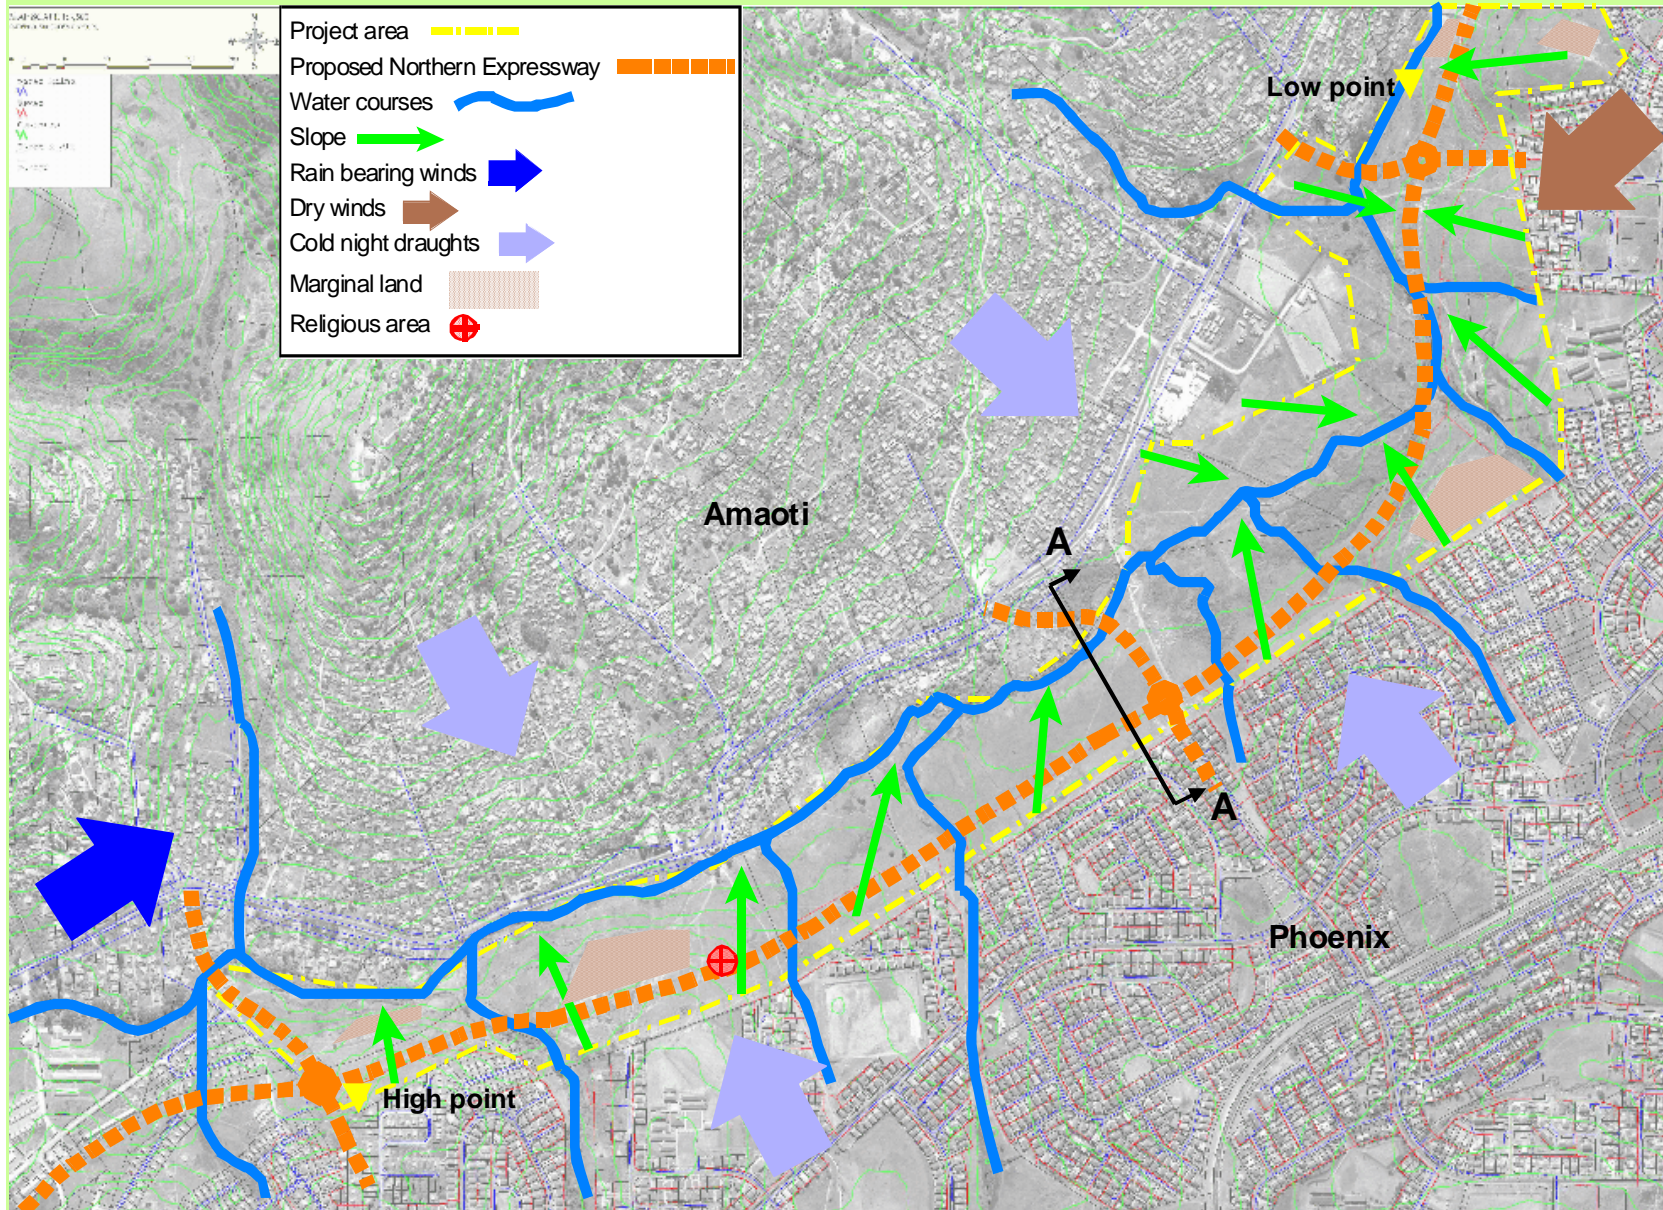 Project area
Proposed Northern Expressway
Water courses
Slope
Rain bearing winds
Dry winds
Cold night draughts
Marginal land
Religious area
N
Low point
Amaoti
A
A
Phoenix
High point